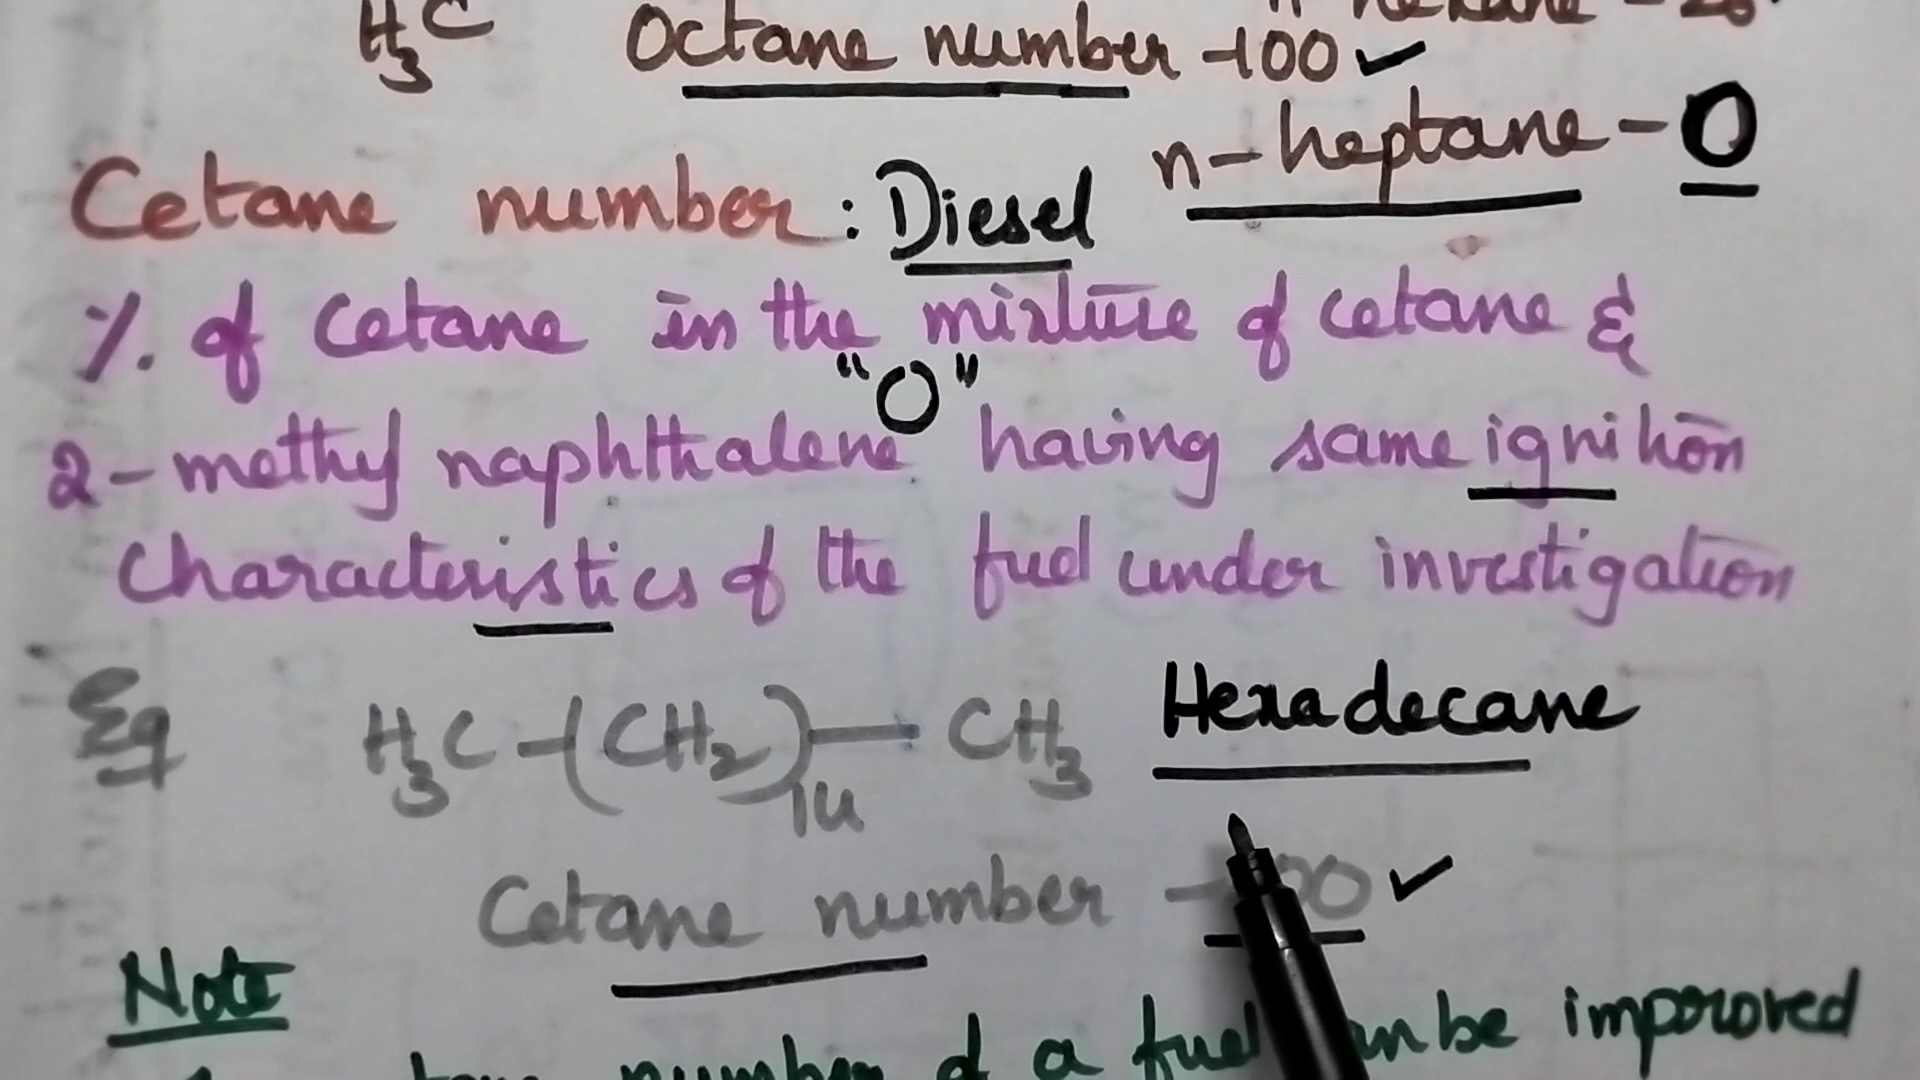 H3C Octane number -100 ✓
n-heptane - 0
Cetane number : Diesel
% of cetane in the mixture of cetane &
"O"
2-methyl naphthalene having same ignition
characteristics of the fuel under investigation
Eg H3C-(CH2)14-CH3 Hexadecane
Cetane number ✓
Note
number of a fuel be improved